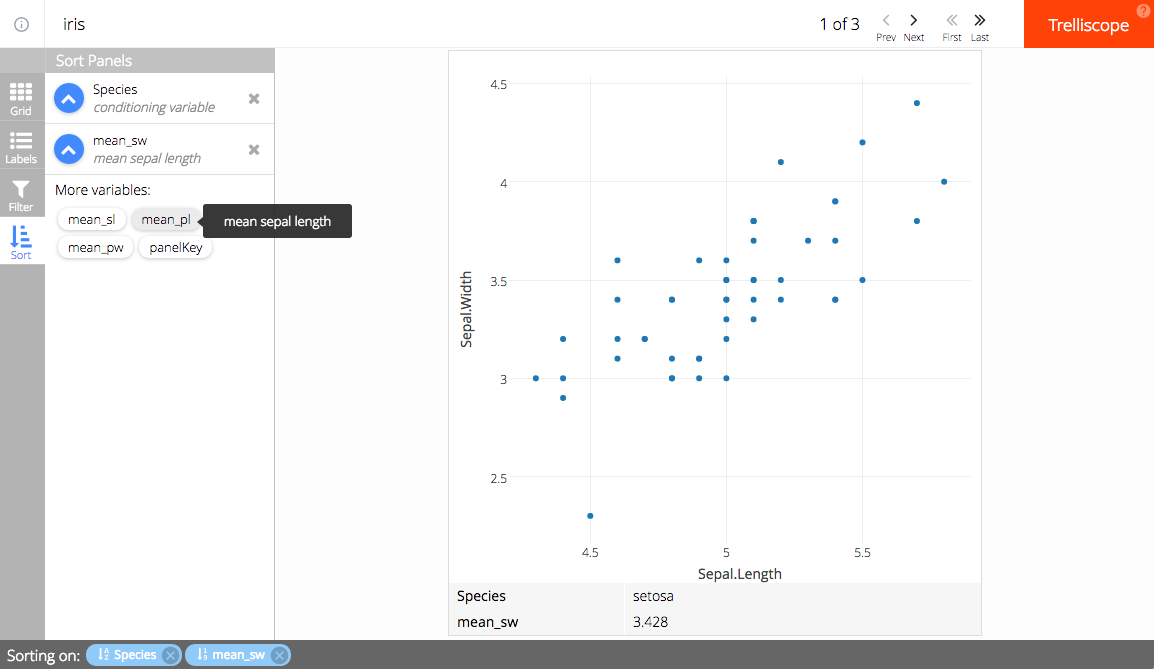 iris
1 of 3
Prev Next First Last
Trelliscope
?
Sort Panels
Grid
Labels
Filter
Sort
Species
conditioning variable
mean_sw
mean sepal length
More variables:
mean_sl mean_pl
mean sepal length
mean_pw panelKey
4.5
4
3.5
3
2.5
Sepal.Width
4.5 5 5.5
Sepal.Length
Species setosa
mean_sw 3.428
Sorting on: Species mean_sw